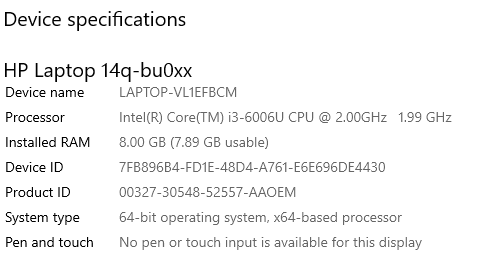 Device specifications
HP Laptop 14q-bu0xx
Device name LAPTOP-VL1EFBCM
Processor Intel(R) Core(TM) i3-6006U CPU @ 2.00GHz 1.99 GHz
Installed RAM 8.00 GB (7.89 GB usable)
Device ID 7FB896B4-FD1E-48D4-A761-E6E696DE4430
Product ID 00327-30548-52557-AAOEM
System type 64-bit operating system, x64-based processor
Pen and touch No pen or touch input is available for this display